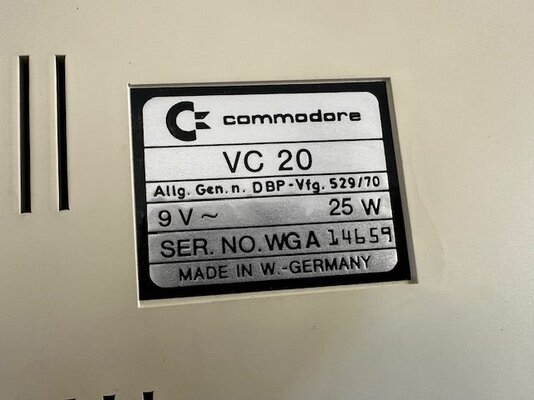 commodore
VC 20
Allg. Gen. n. DBP-Vfg. 529/70
9 V ~ 25 W
SER. NO. WGA 14659
MADE IN W.-GERMANY